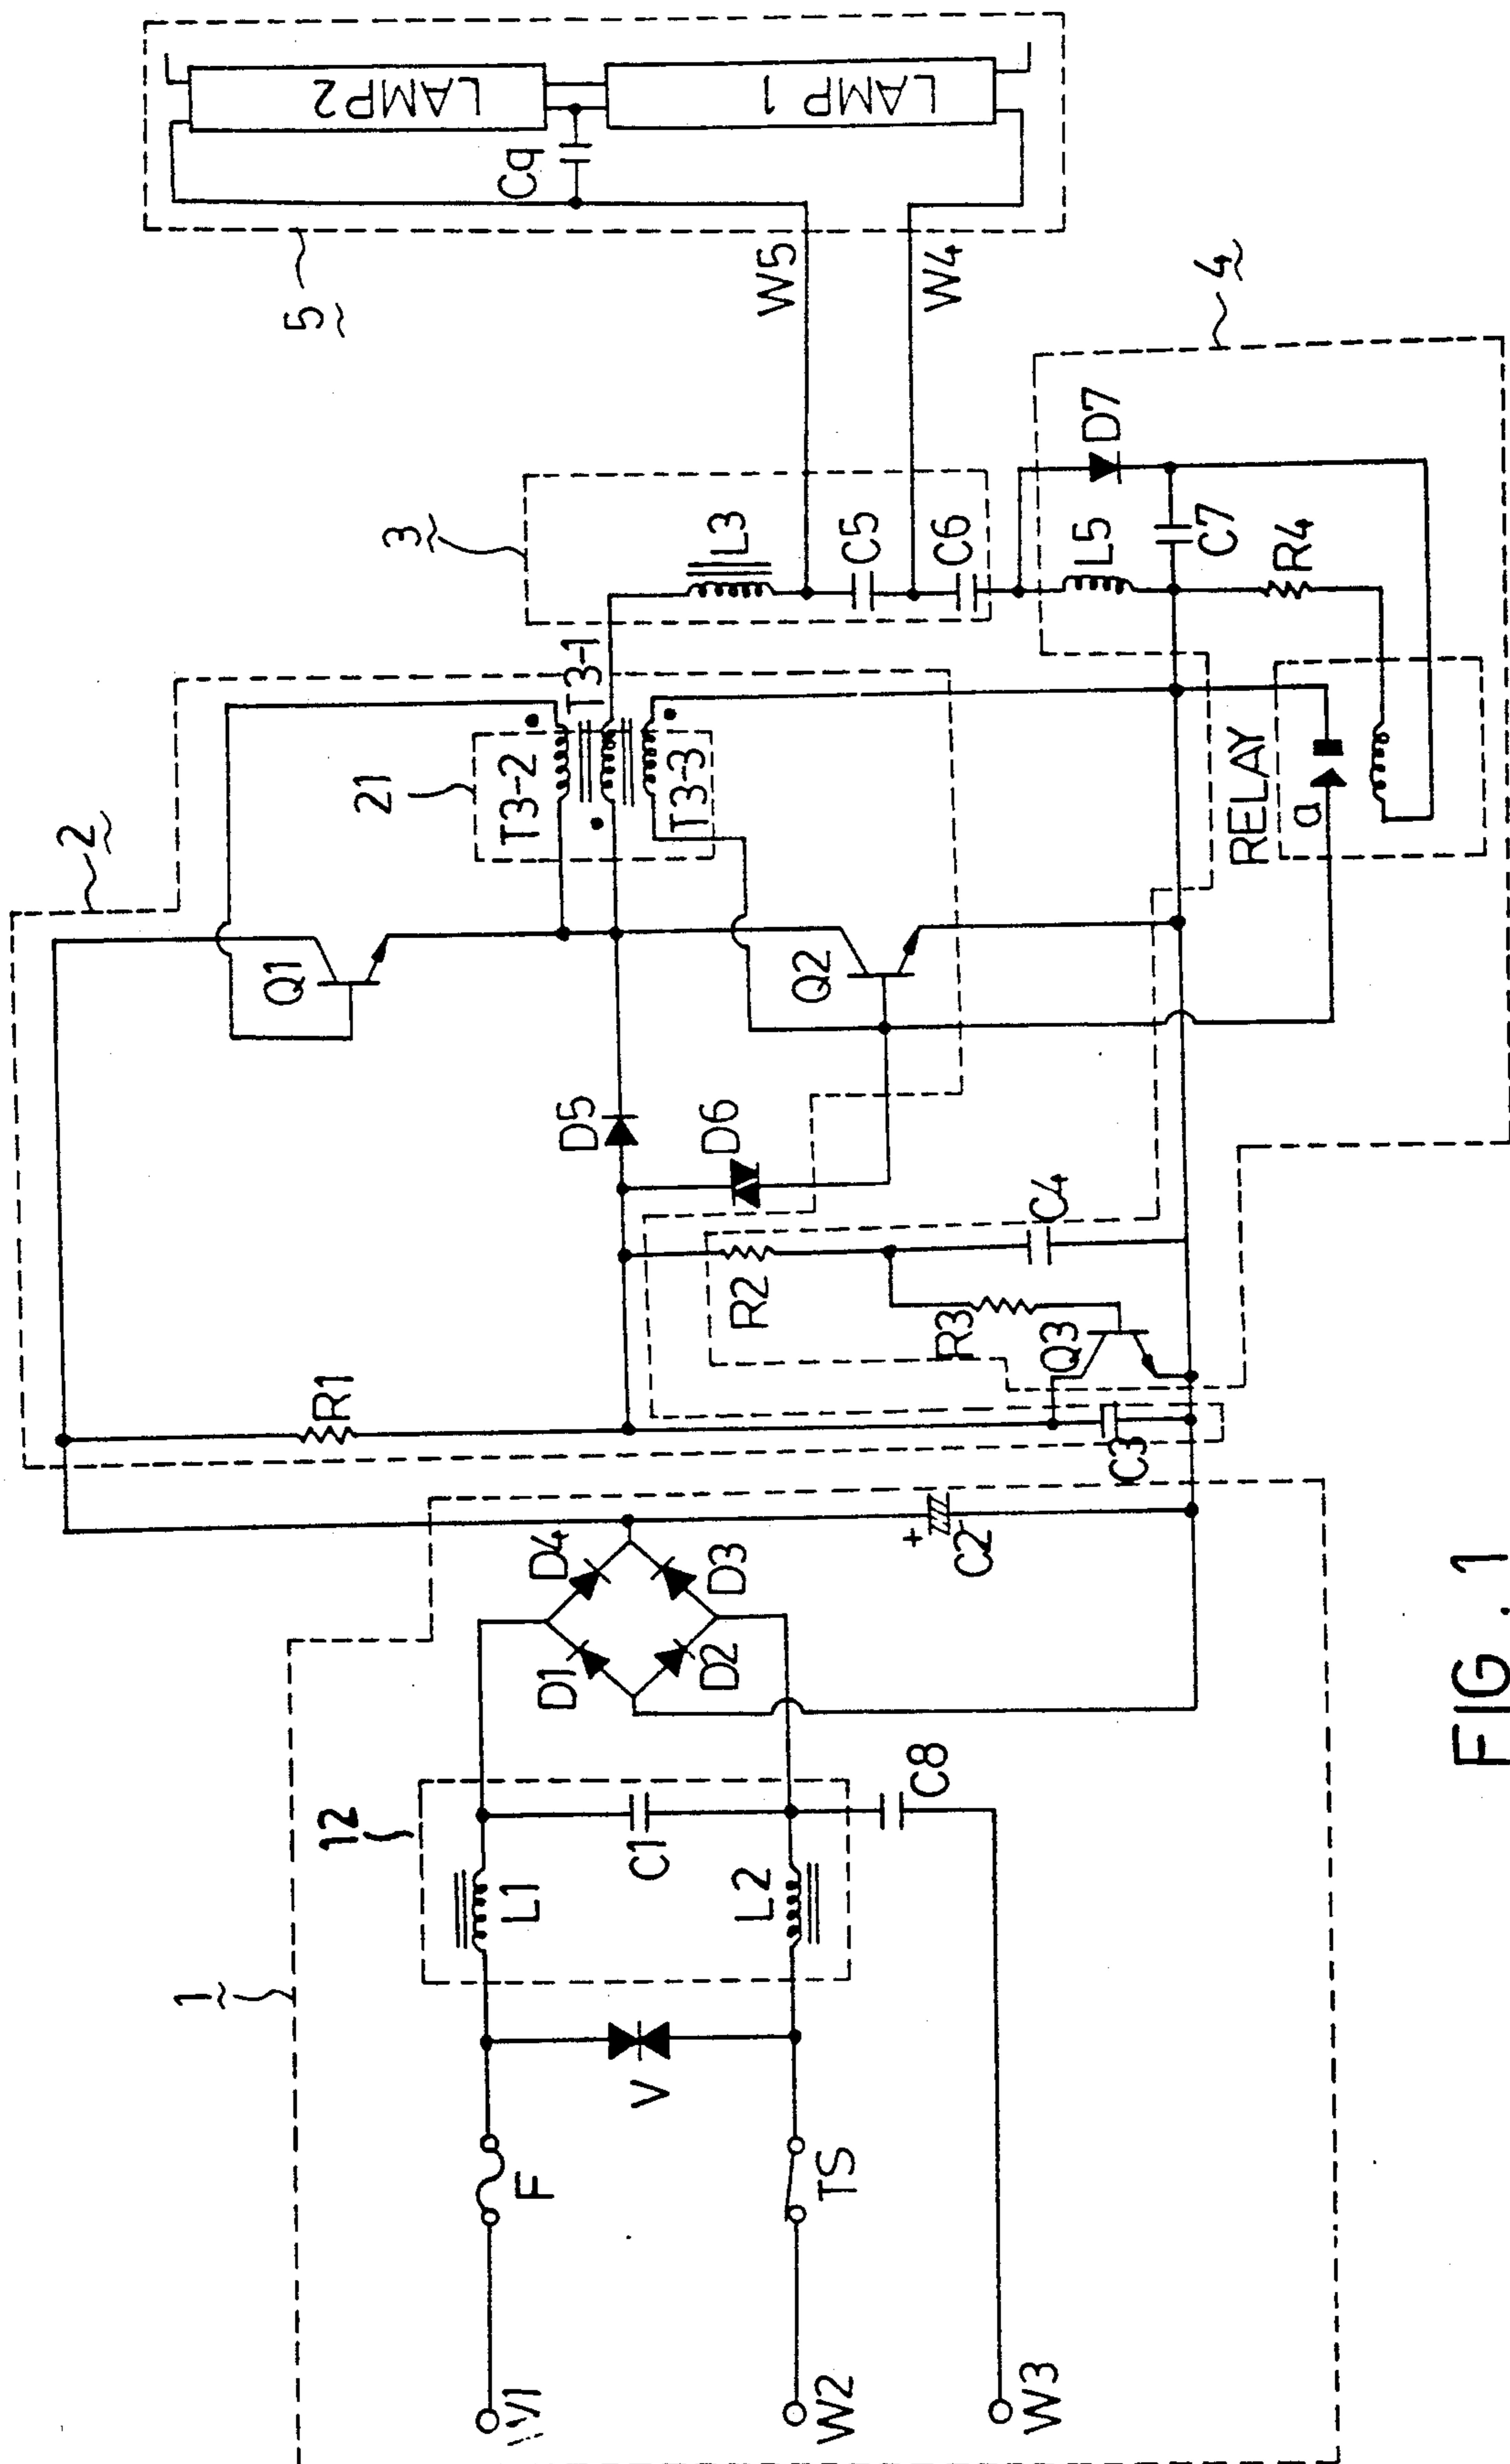 LAMP2
LAMP 1
Cq
5
W5
W4
4
3
L3
C5
C6
D7
L5
C7
R4
2
21
T3-2
T3-1
T3-3
RELAY
a
Q1
Q2
D5
D6
C4
R2
R3
Q3
R1
C3
C2
+
D4
D3
D1
D2
1
12
L1
C1
L2
C8
V
F
TS
W1
W2
W3
FIG. 1